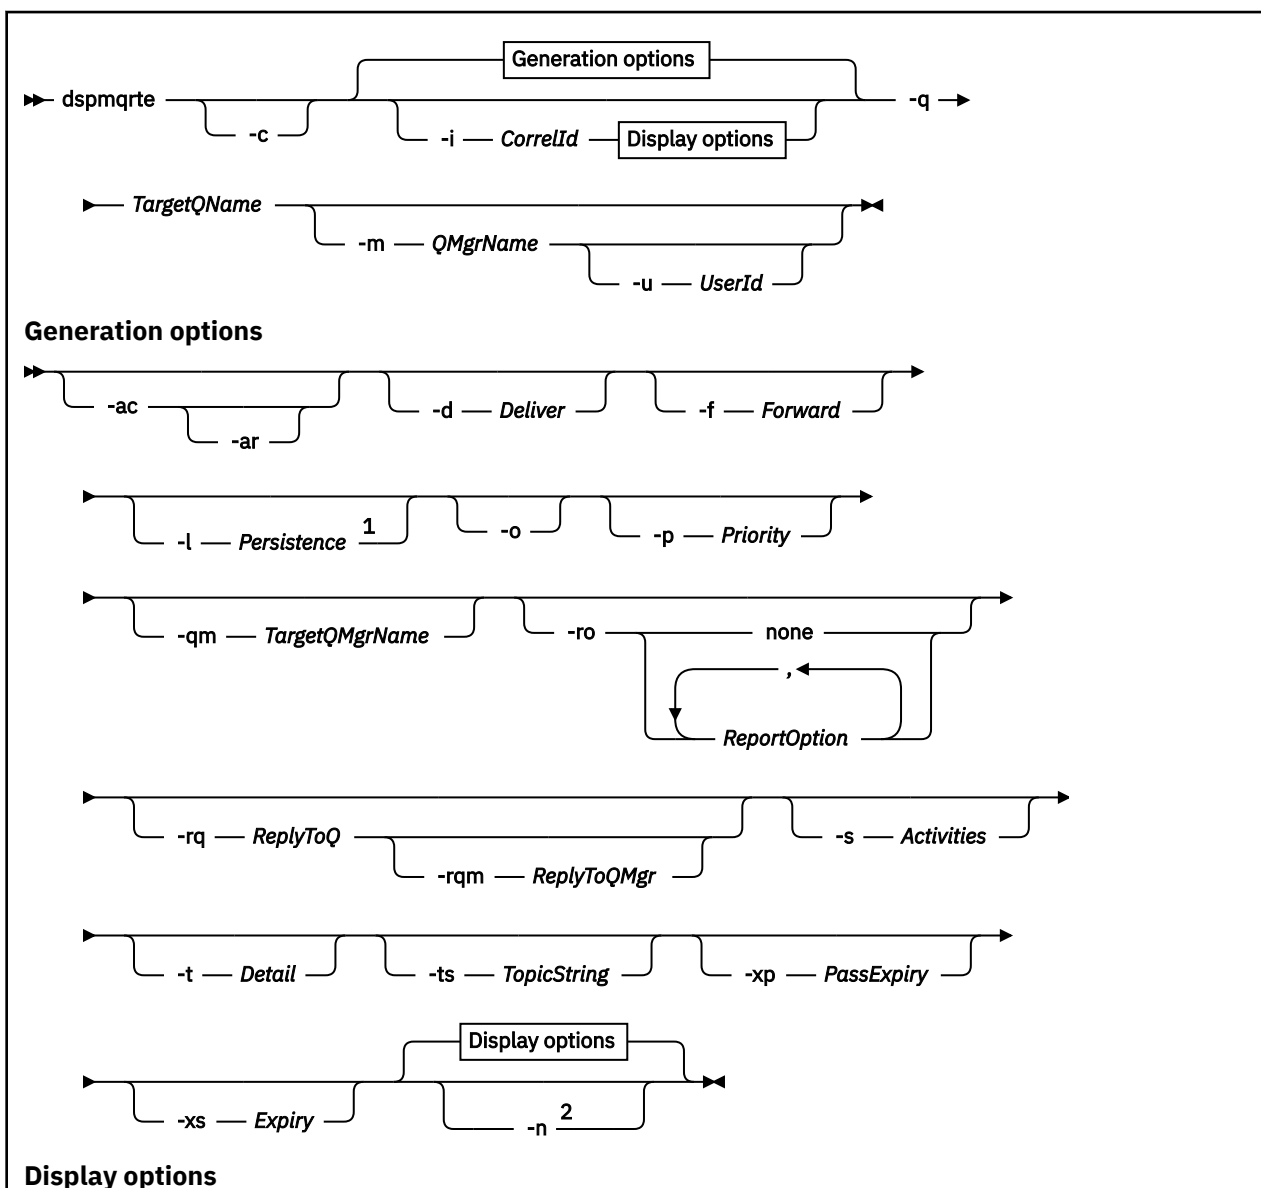 Generation options
dspmqrte -q
-c
-i CorrelId Display options
TargetQName
-m QMgrName
-u UserId
Generation options
-ac
-d Deliver -f Forward
-ar
-l Persistence 1 -o -p Priority
-qm TargetQMgrName -ro none
,
ReportOption
-rq ReplyToQ -s Activities
-rqm ReplyToQMgr
-t Detail -ts TopicString -xp PassExpiry
Display options
-xs Expiry -n 2
Display options